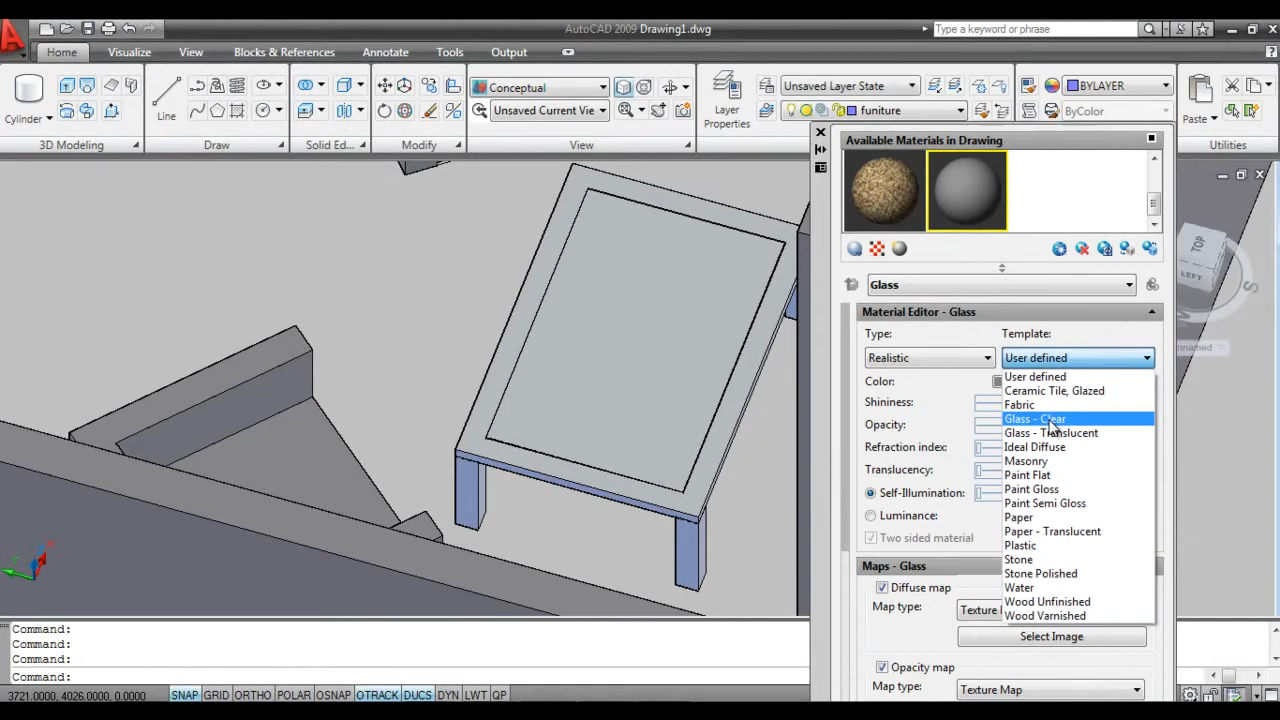 AutoCAD 2009 Drawing1.dwg
Type a keyword or phrase
Home
Visualize
View
Blocks & References
Annotate
Tools
Output
Conceptual
Unsaved Layer State
BYLAYER
Cylinder
Line
Unsaved Current Vie
Layer
Properties
funiture
ByColor
Paste
3D Modeling
Draw
Solid Ed...
Modify
View
Utilities
Available Materials in Drawing
TOP
LEFT
S
Glass
Material Editor - Glass
Type:
Template:
Realistic
User defined
Color:
Shininess:
Opacity:
Refraction index:
Translucency:
Self-Illumination:
Luminance:
Two sided material
User defined
Ceramic Tile, Glazed
Fabric
Glass - Clear
Glass - Translucent
Ideal Diffuse
Masonry
Paint Flat
Paint Gloss
Paint Semi Gloss
Paper
Paper - Translucent
Plastic
Stone
Stone Polished
Water
Wood Unfinished
Wood Varnished
Maps - Glass
Diffuse map
Map type:
Texture
Select Image
Opacity map
Map type:
Texture Map
Command:
Command:
Command:
Command:
3721.0000, 4026.0000, 0.0000
SNAP GRID ORTHO POLAR OSNAP OTRACK DUCS DYN LWT QP